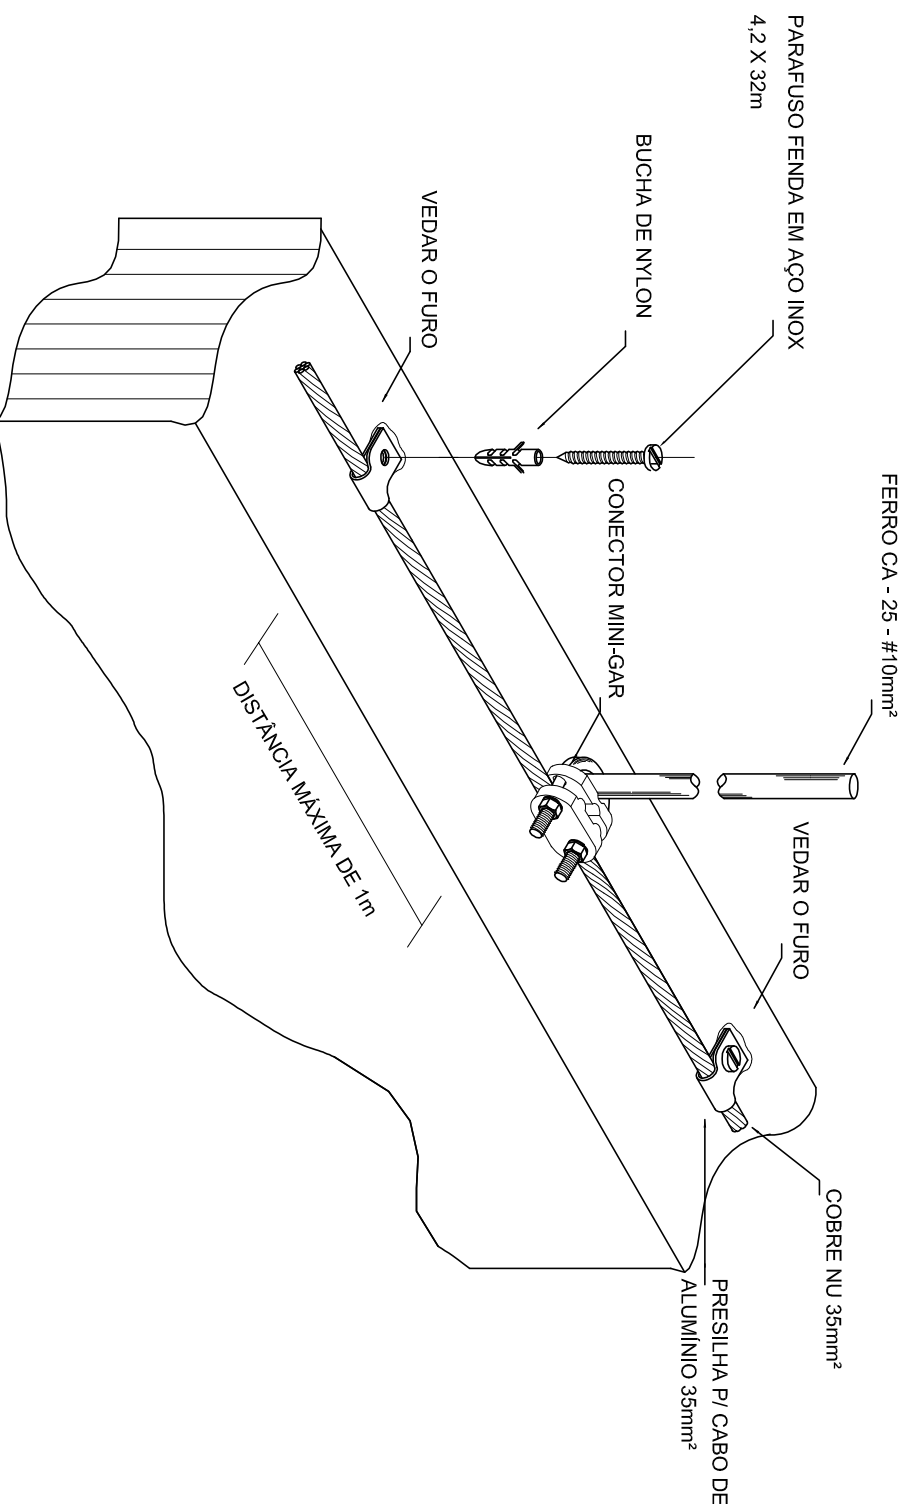 PARAFUSO FENDA EM AÇO INOX
4,2 X 32m
BUCHA DE NYLON
VEDAR O FURO
FERRO CA - 25 - #10mm²
CONECTOR MINI-GAR
VEDAR O FURO
DISTÂNCIA MÁXIMA DE 1m
COBRE NU 35mm²
PRESILHA P/ CABO DE
ALUMÍNIO 35mm²